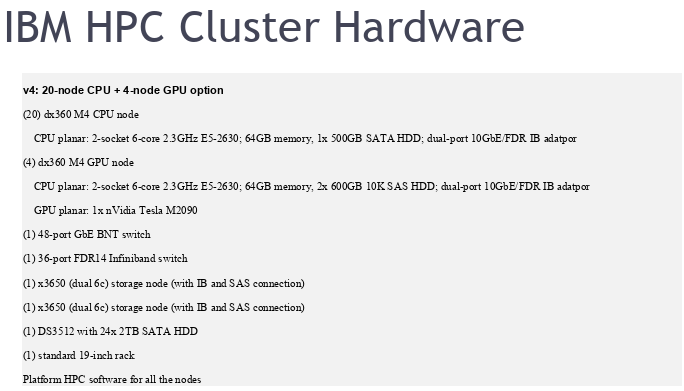 IBM HPC Cluster Hardware
v4: 20-node CPU + 4-node GPU option
(20) dx360 M4 CPU node
CPU planar: 2-socket 6-core 2.3GHz E5-2630; 64GB memory, 1x 500GB SATA HDD; dual-port 10GbE/FDR IB adatpor
(4) dx360 M4 GPU node
CPU planar: 2-socket 6-core 2.3GHz E5-2630; 64GB memory, 2x 600GB 10K SAS HDD; dual-port 10GbE/FDR IB adatpor
GPU planar: 1x nVidia Tesla M2090
(1) 48-port GbE BNT switch
(1) 36-port FDR14 Infiniband switch
(1) x3650 (dual 6c) storage node (with IB and SAS connection)
(1) x3650 (dual 6c) storage node (with IB and SAS connection)
(1) DS3512 with 24x 2TB SATA HDD
(1) standard 19-inch rack
Platform HPC software for all the nodes